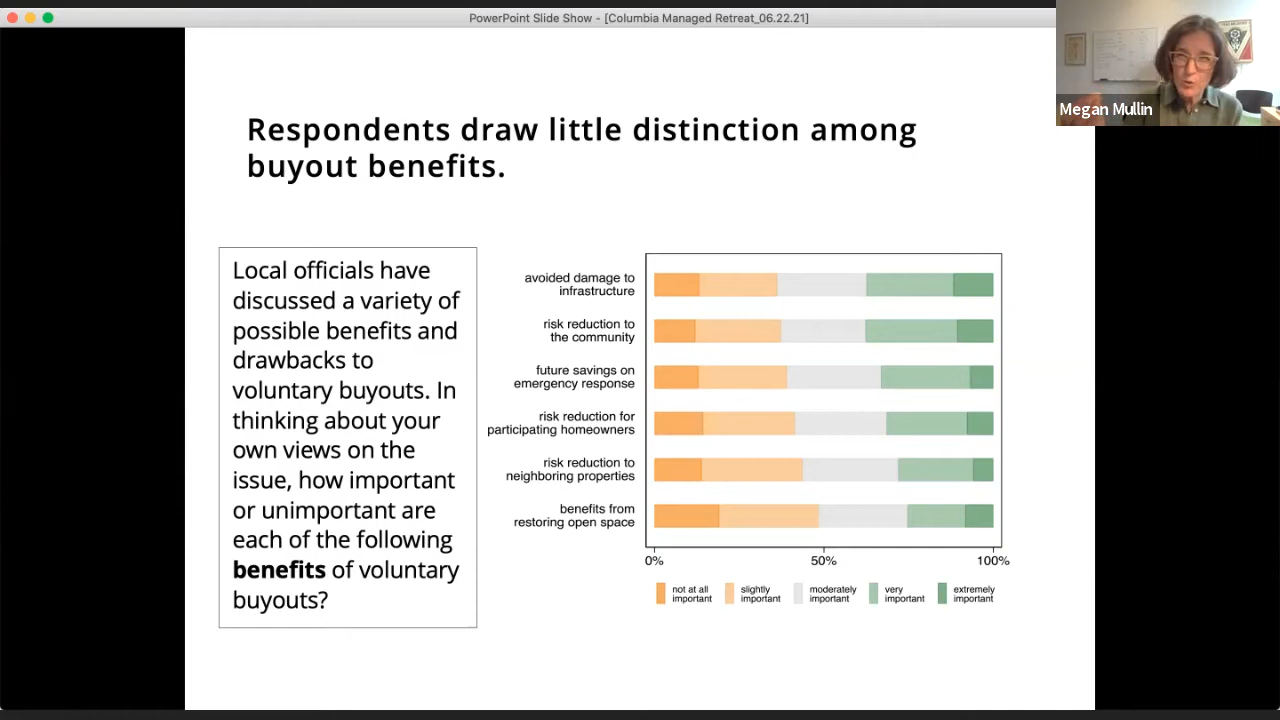 PowerPoint Slide Show - [Columbia Managed Retreat_06.22.21]
Megan Mullin
Respondents draw little distinction among
buyout benefits.
Local officials have
discussed a variety of
possible benefits and
drawbacks to
voluntary buyouts. In
thinking about your
own views on the
issue, how important
or unimportant are
each of the following
benefits of voluntary
buyouts?
avoided damage to
infrastructure
risk reduction to
the community
future savings on
emergency response
risk reduction for
participating homeowners
risk reduction to
neighboring properties
benefits from
restoring open space
0% 50% 100%
not at all
important
slightly
important
moderately
important
very
important
extremely
important